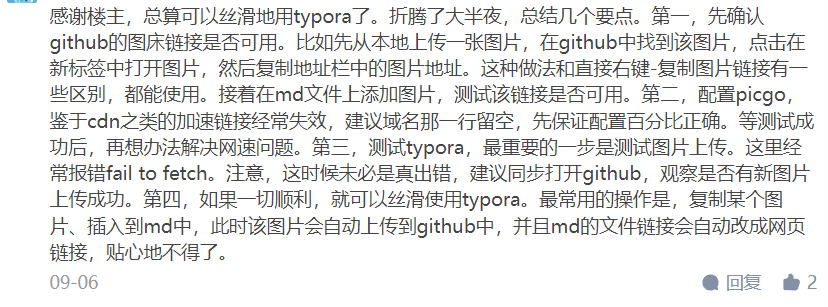 感谢楼主，总算可以丝滑地用typora了。折腾了大半夜，总结几个要点。第一，先确认
github的图床链接是否可用。比如先从本地上传一张图片，在github中找到该图片，点击在
新标签中打开图片，然后复制地址栏中的图片地址。这种做法和直接右键-复制图片链接有一
些区别，都能使用。接着在md文件上添加图片，测试该链接是否可用。第二，配置picgo，
鉴于cdn之类的加速链接经常失效，建议域名那一行留空，先保证配置百分比正确。等测试成
功后，再想办法解决网速问题。第三，测试typora，最重要的一步是测试图片上传。这里经
常报错fail to fetch。注意，这时候未必是真出错，建议同步打开github，观察是否有新图片
上传成功。第四，如果一切顺利，就可以丝滑使用typora。最常用的操作是，复制某个图
片、插入到md中，此时该图片会自动上传到github中，并且md的文件链接会自动改成网页
链接，贴心地不得了。
09-06 回复 2